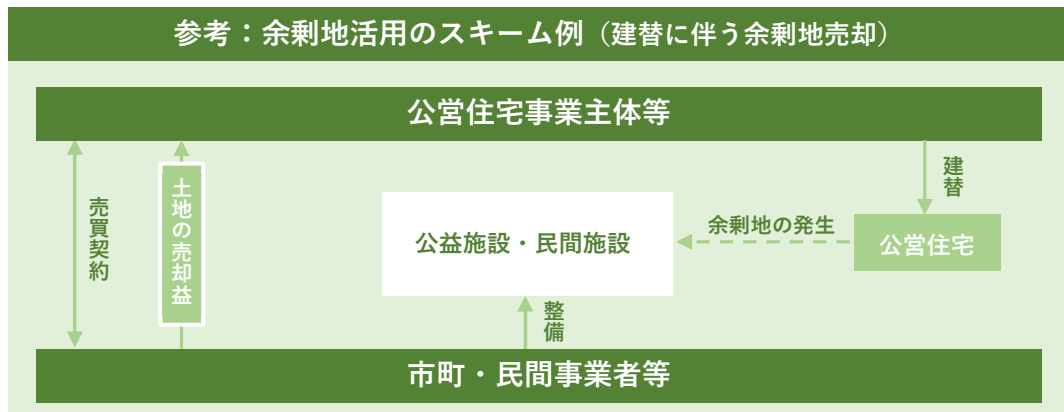 参考：余剰地活用のスキーム例（建替に伴う余剰地売却）
公営住宅事業主体等
売買契約
土地の売却益
公益施設・民間施設
余剰地の発生
建替
公営住宅
整備
市町・民間事業者等